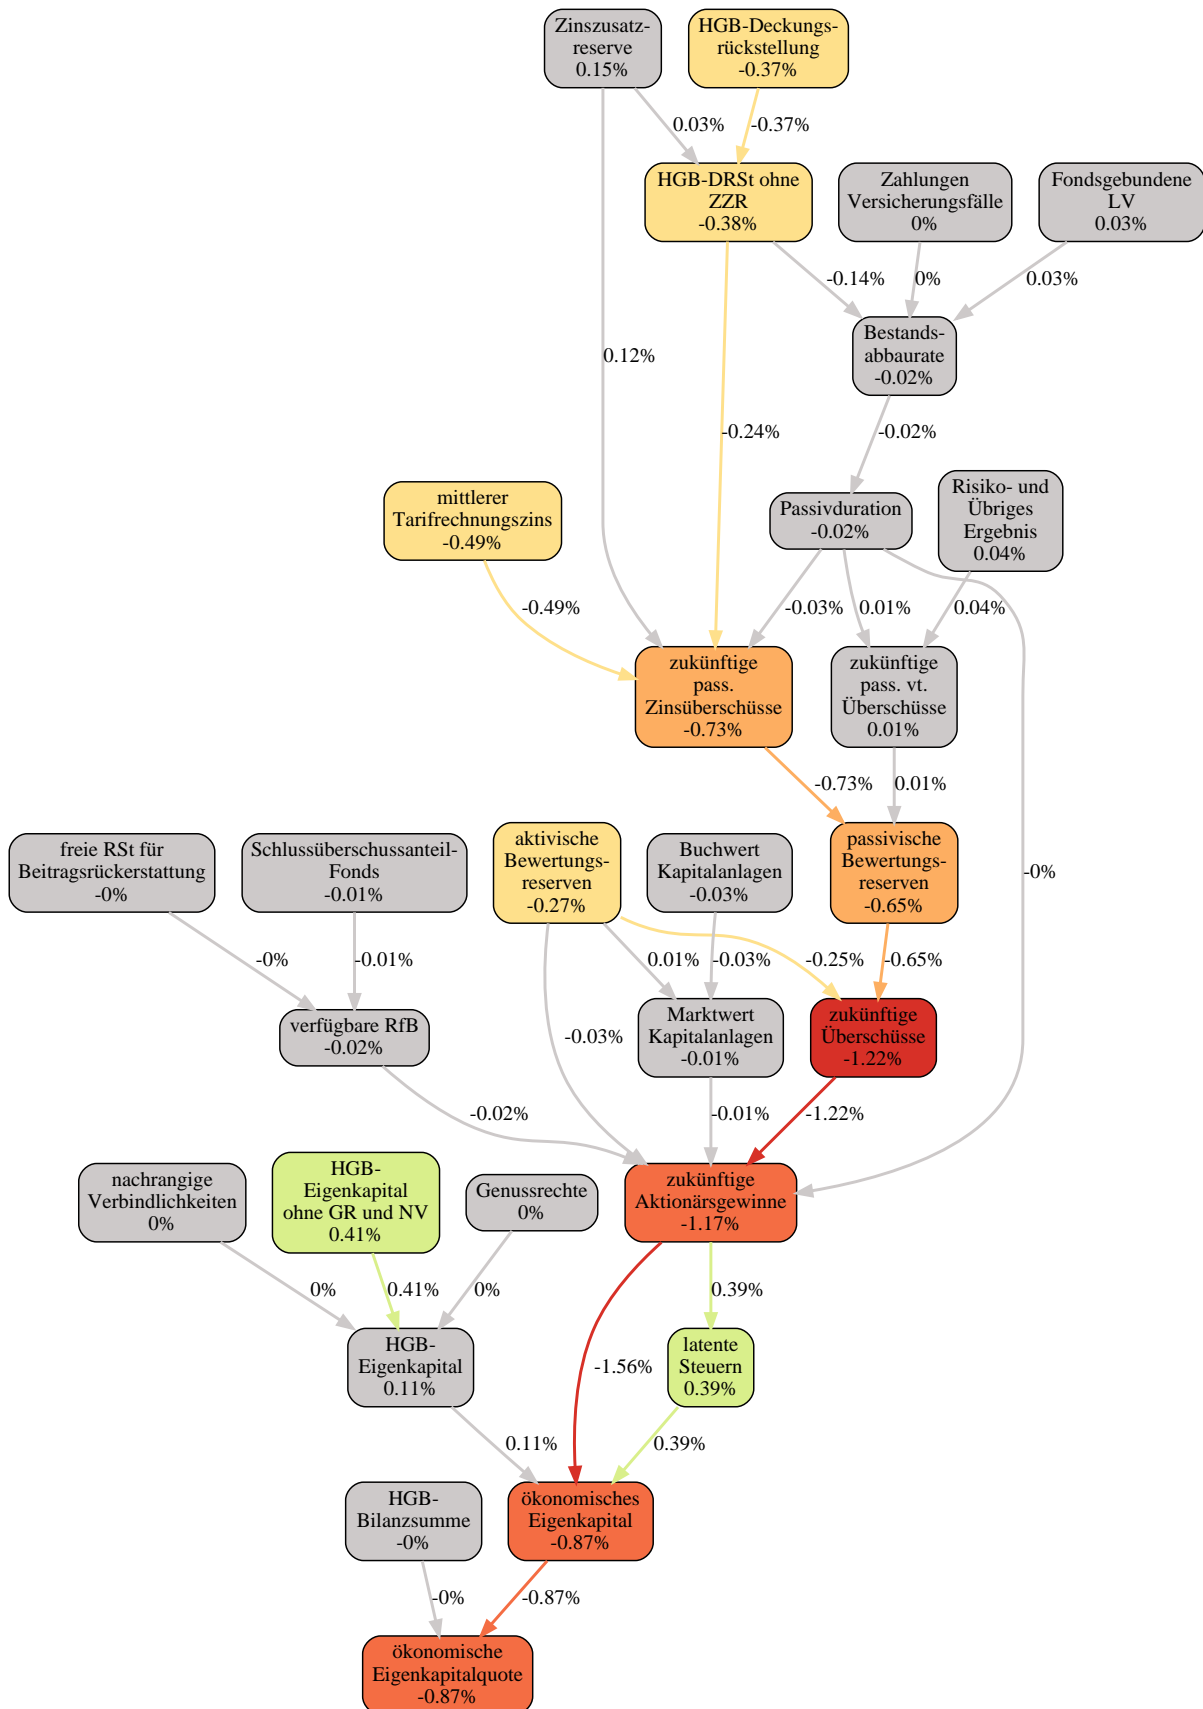 Zinszusatz-
reserve
0.15%
HGB-Deckungs-
rückstellung
-0.37%
0.03%
-0.37%
HGB-DRSt ohne
ZZR
-0.38%
Zahlungen
Versicherungsfälle
0%
Fondsgebundene
LV
0.03%
-0.14%
0%
0.03%
Bestands-
abbaurate
-0.02%
0.12%
-0.24%
-0.02%
mittlerer
Tarifrechnungszins
-0.49%
Passivduration
-0.02%
Risiko- und
Übriges
Ergebnis
0.04%
-0.49%
-0.03%
0.01%
0.04%
zukünftige
pass.
Zinsüberschüsse
-0.73%
zukünftige
pass. vt.
Überschüsse
0.01%
-0.73%
0.01%
freie RSt für
Beitragsrückerstattung
-0%
Schlussüberschussanteil-
Fonds
-0.01%
aktivische
Bewertungs-
reserven
-0.27%
Buchwert
Kapitalanlagen
-0.03%
passivische
Bewertungs-
reserven
-0.65%
-0%
-0%
-0.01%
0.01%
-0.03%
-0.25%
-0.65%
verfügbare RfB
-0.02%
-0.03%
Marktwert
Kapitalanlagen
-0.01%
zukünftige
Überschüsse
-1.22%
-0.02%
-0.01%
-1.22%
nachrangige
Verbindlichkeiten
0%
HGB-
Eigenkapital
ohne GR und NV
0.41%
Genussrechte
0%
zukünftige
Aktionärsgewinne
-1.17%
0%
0.41%
0%
0.39%
HGB-
Eigenkapital
0.11%
-1.56%
latente
Steuern
0.39%
0.11%
0.39%
HGB-
Bilanzsumme
-0%
ökonomisches
Eigenkapital
-0.87%
-0%
-0.87%
ökonomische
Eigenkapitalquote
-0.87%